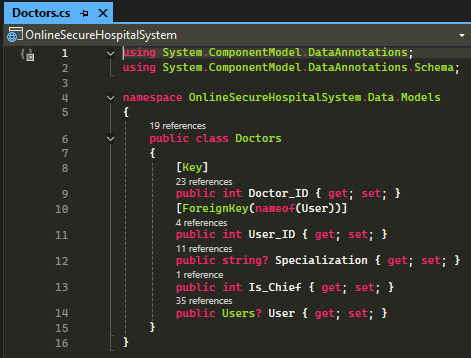 Doctors.cs
OnlineSecureHospitalSystem
1 using System.ComponentModel.DataAnnotations;
2 using System.ComponentModel.DataAnnotations.Schema;
3
4 namespace OnlineSecureHospitalSystem.Data.Models
5 {
19 references
6 public class Doctors
7 {
8 [Key]
23 references
9 public int Doctor_ID { get; set; }
10 [ForeignKey(nameof(User))]
4 references
11 public int User_ID { get; set; }
11 references
12 public string? Specialization { get; set; }
1 reference
13 public int Is_Chief { get; set; }
35 references
14 public Users? User { get; set; }
15 }
16 }